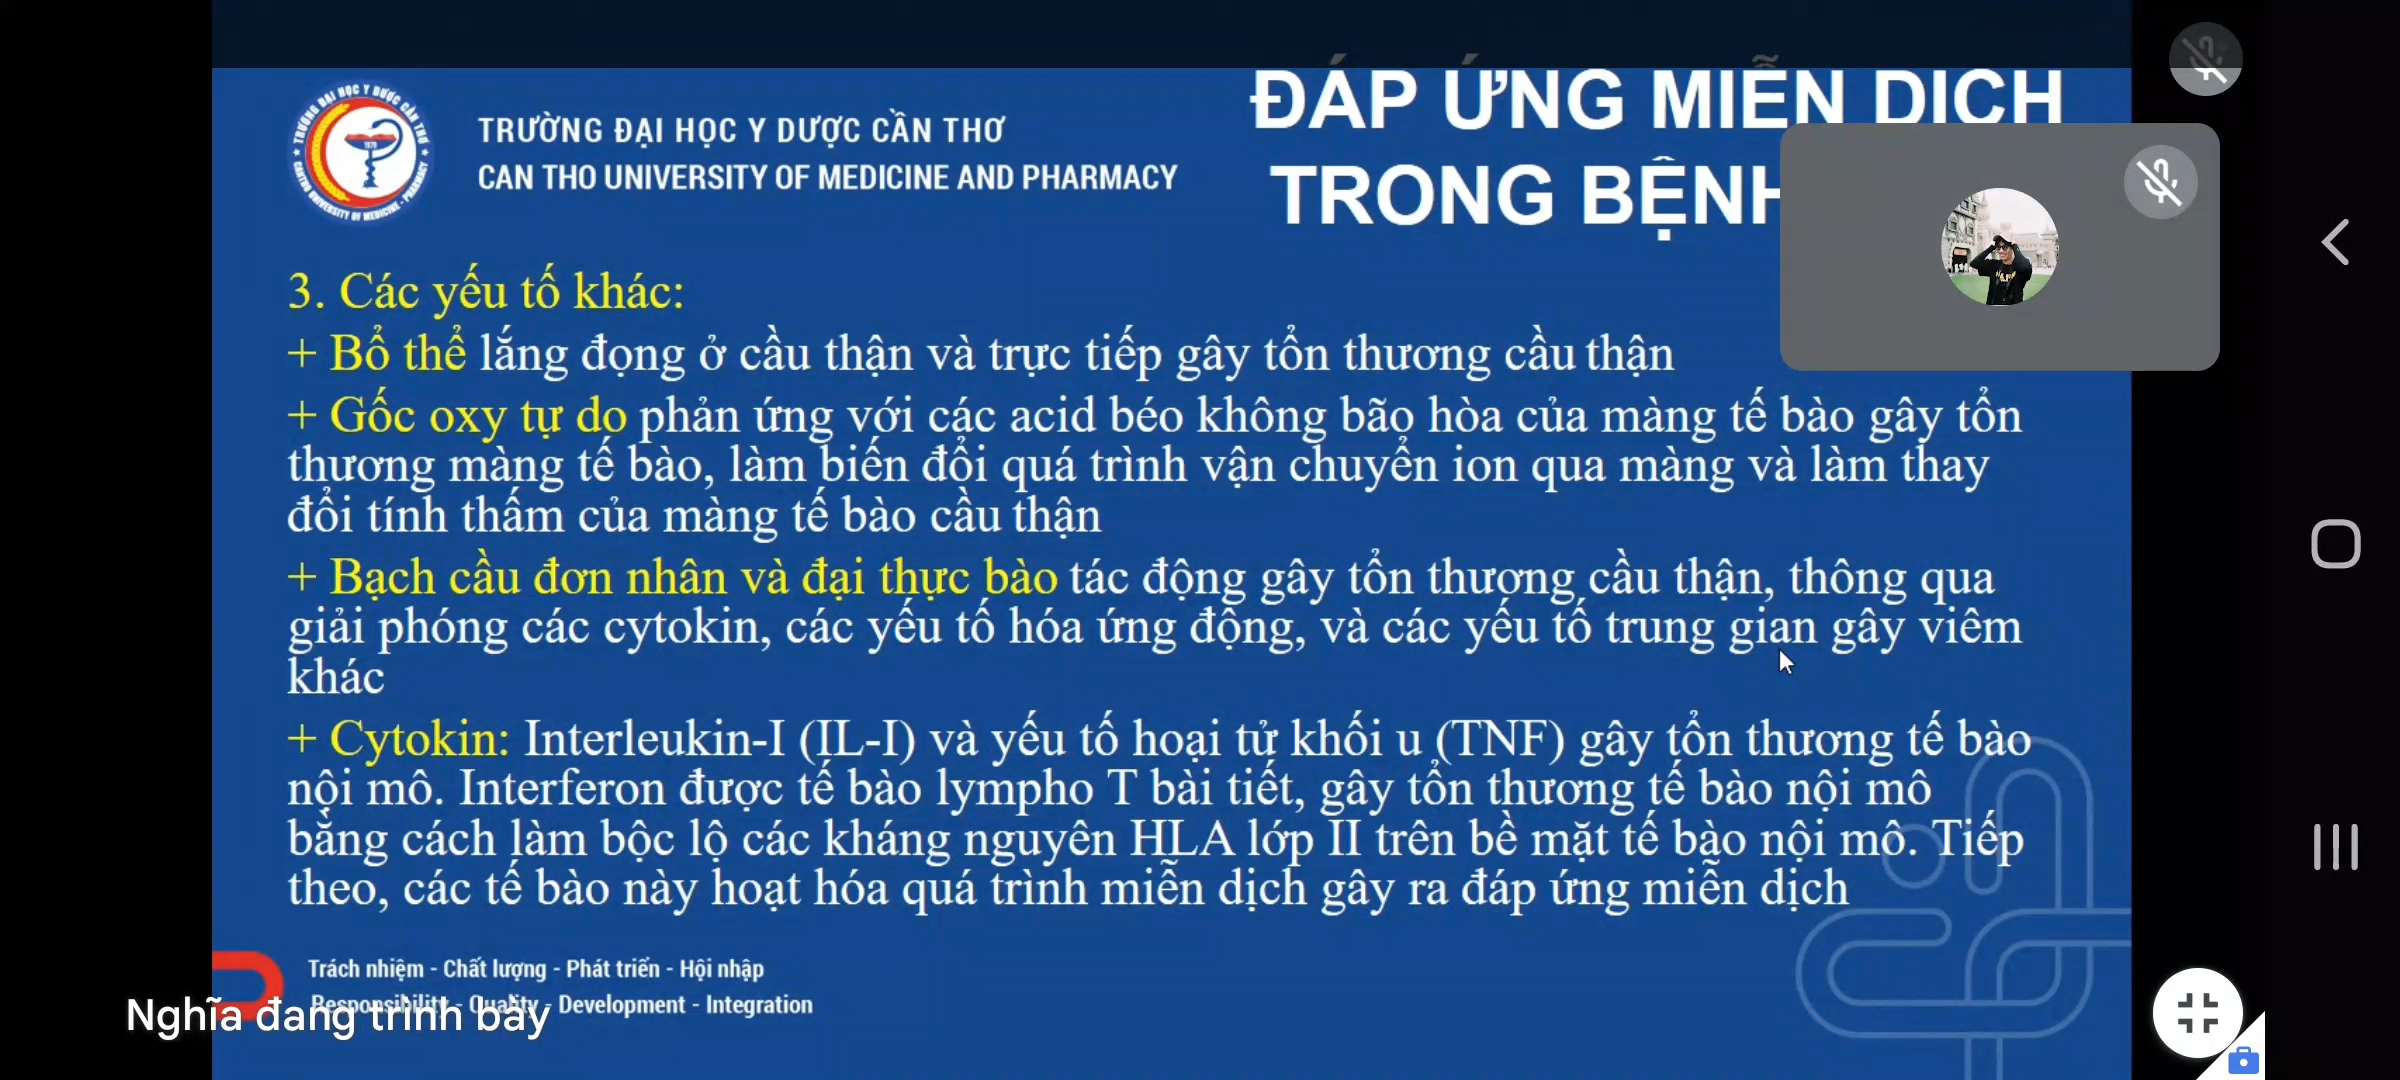 TRƯỜNG ĐẠI HỌC Y DƯỢC CẦN THƠ
CAN THO UNIVERSITY OF MEDICINE AND PHARMACY
ĐÁP ỨNG MIỄN DỊCH
TRONG BỆNH
3. Các yếu tố khác:
+ Bổ thể lắng đọng ở cầu thận và trực tiếp gây tổn thương cầu thận
+ Gốc oxy tự do phản ứng với các acid béo không bão hòa của màng tế bào gây tổn
thương màng tế bào, làm biến đổi quá trình vận chuyển ion qua màng và làm thay
đổi tính thấm của màng tế bào cầu thận
+ Bạch cầu đơn nhân và đại thực bào tác động gây tổn thương cầu thận, thông qua
giải phóng các cytokin, các yếu tố hóa ứng động, và các yếu tố trung gian gây viêm
khác
+ Cytokin: Interleukin-I (IL-I) và yếu tố hoại tử khối u (TNF) gây tổn thương tế bào
nội mô. Interferon được tế bào lympho T bài tiết, gây tổn thương tế bào nội mô
bằng cách làm bộc lộ các kháng nguyên HLA lớp II trên bề mặt tế bào nội mô. Tiếp
theo, các tế bào này hoạt hóa quá trình miễn dịch gây ra đáp ứng miễn dịch
Trách nhiệm - Chất lượng - Phát triển - Hội nhập
Responsibility - Quality - Development - Integration
Nghĩa đang trình bày